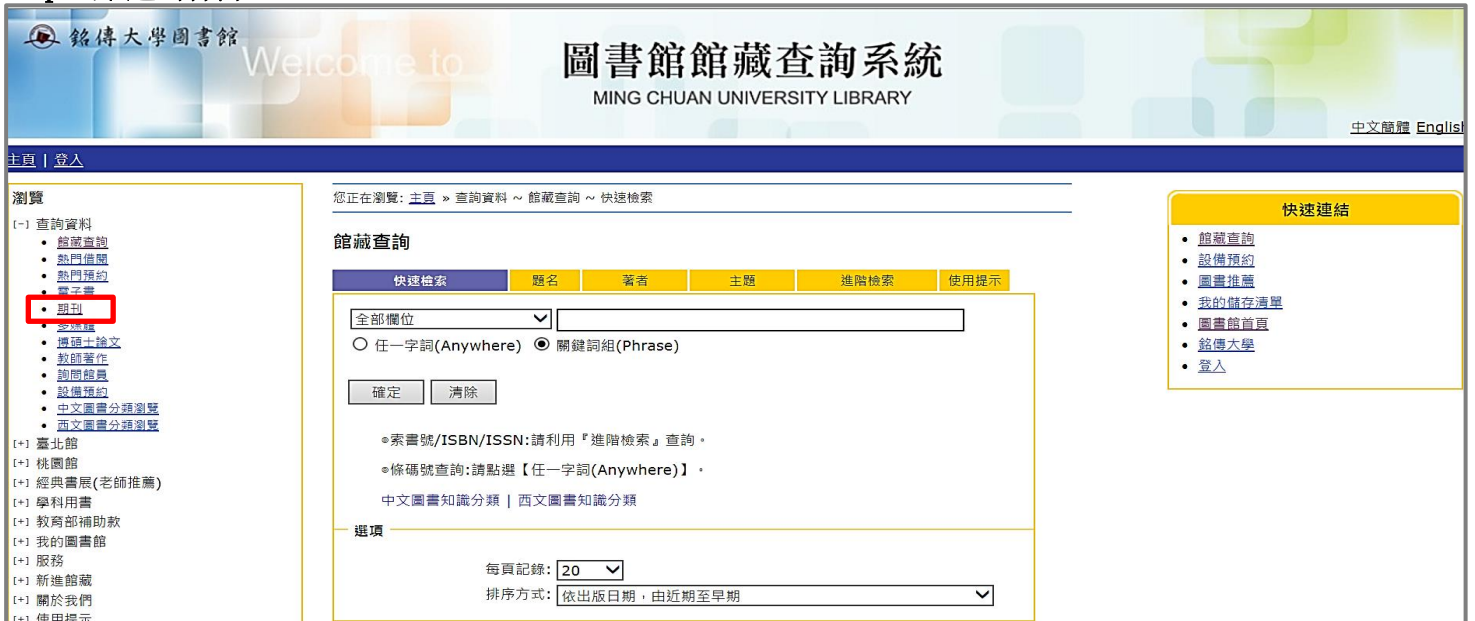 銘傳大學圖書館
Welcome to
圖書館館藏查詢系統
MING CHUAN UNIVERSITY LIBRARY
中文簡體 English
主頁 | 登入
瀏覽
[-] 查詢資料
• 館藏查詢
• 熱門借閱
• 熱門預約
• 電子書
• 期刊
• 多媒體
• 博碩士論文
• 教師著作
• 詢問館員
• 設備預約
• 中文圖書分類瀏覽
• 西文圖書分類瀏覽
[+] 臺北館
[+] 桃園館
[+] 經典書展(老師推薦)
[+] 學科用書
[+] 教育部補助款
[+] 我的圖書館
[+] 服務
[+] 新進館藏
[+] 關於我們
[+] 使用提示
您正在瀏覽: 主頁 » 查詢資料 ~ 館藏查詢 ~ 快速檢索
館藏查詢
快速檢索 題名 著者 主題 進階檢索 使用提示
全部欄位
任一字詞(Anywhere) 關鍵詞組(Phrase)
確定 清除
索書號/ISBN/ISSN:請利用『進階檢索』查詢。
條碼號查詢:請點選【任一字詞(Anywhere)】。
中文圖書知識分類 | 西文圖書知識分類
選項
每頁記錄: 20
排序方式: 依出版日期，由近期至早期
快速連結
• 館藏查詢
• 設備預約
• 圖書推薦
• 我的儲存清單
• 圖書館首頁
• 銘傳大學
• 登入